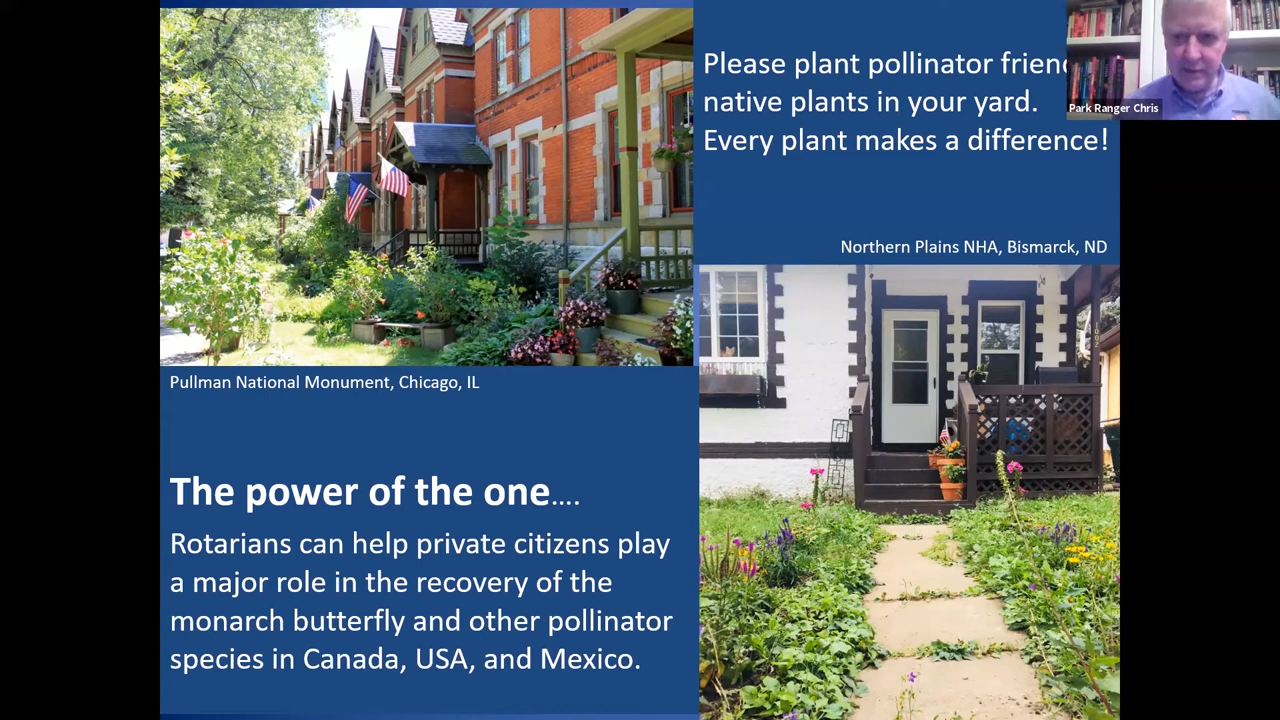 Please plant pollinator
native plants in your yard.
Every plant makes a difference!
Park Ranger Chris
Northern Plains NHA, Bismarck, ND
Pullman National Monument, Chicago, IL
The power of the one....
Rotarians can help private citizens play
a major role in the recovery of the
monarch butterfly and other pollinator
species in Canada, USA, and Mexico.